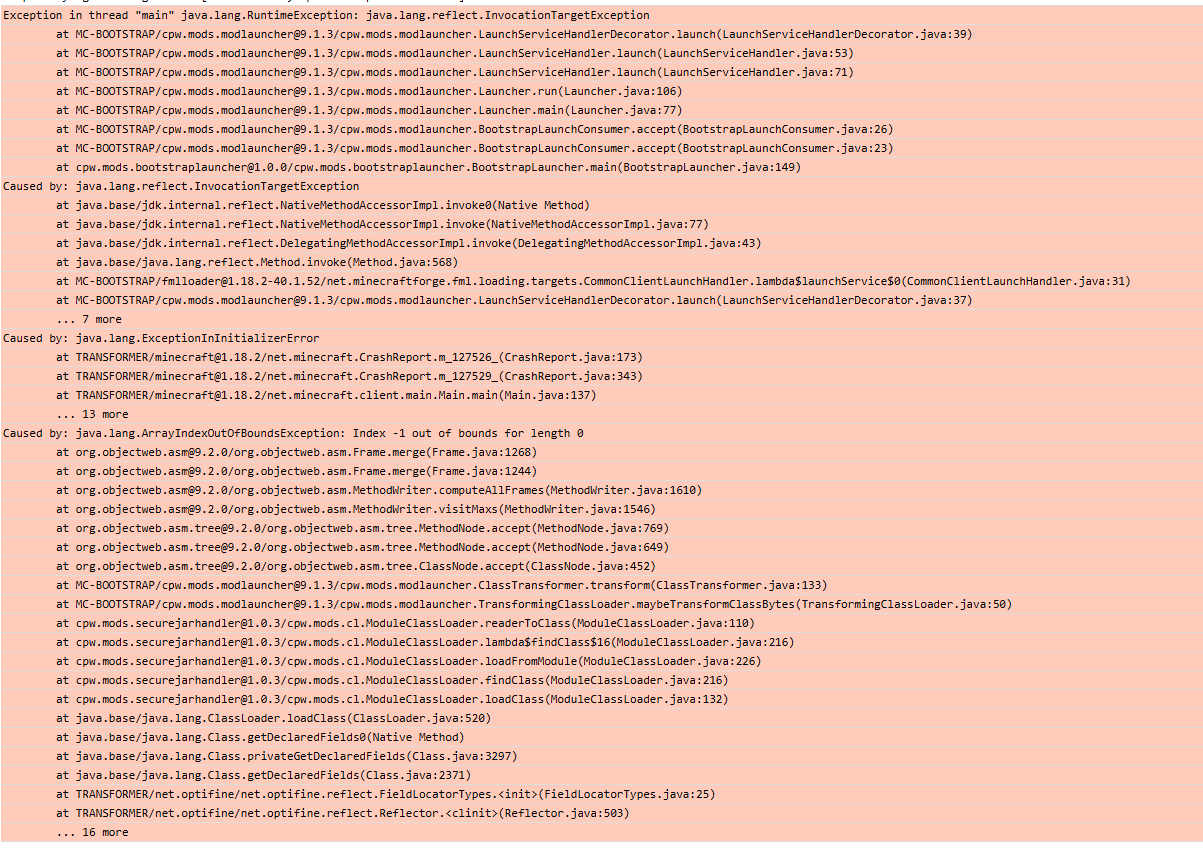 Exception in thread "main" java.lang.RuntimeException: java.lang.reflect.InvocationTargetException
at MC-BOOTSTRAP/cpw.mods.modlauncher@9.1.3/cpw.mods.modlauncher.LaunchServiceHandlerDecorator.launch(LaunchServiceHandlerDecorator.java:39)
at MC-BOOTSTRAP/cpw.mods.modlauncher@9.1.3/cpw.mods.modlauncher.LaunchServiceHandler.launch(LaunchServiceHandler.java:53)
at MC-BOOTSTRAP/cpw.mods.modlauncher@9.1.3/cpw.mods.modlauncher.LaunchServiceHandler.launch(LaunchServiceHandler.java:71)
at MC-BOOTSTRAP/cpw.mods.modlauncher@9.1.3/cpw.mods.modlauncher.Launcher.run(Launcher.java:106)
at MC-BOOTSTRAP/cpw.mods.modlauncher@9.1.3/cpw.mods.modlauncher.Launcher.main(Launcher.java:77)
at MC-BOOTSTRAP/cpw.mods.modlauncher@9.1.3/cpw.mods.modlauncher.BootstrapLaunchConsumer.accept(BootstrapLaunchConsumer.java:26)
at MC-BOOTSTRAP/cpw.mods.modlauncher@9.1.3/cpw.mods.modlauncher.BootstrapLaunchConsumer.accept(BootstrapLaunchConsumer.java:23)
at cpw.mods.bootstraplauncher@1.0.0/cpw.mods.bootstraplauncher.BootstrapLauncher.main(BootstrapLauncher.java:149)
Caused by: java.lang.reflect.InvocationTargetException
at java.base/jdk.internal.reflect.NativeMethodAccessorImpl.invoke0(Native Method)
at java.base/jdk.internal.reflect.NativeMethodAccessorImpl.invoke(NativeMethodAccessorImpl.java:77)
at java.base/jdk.internal.reflect.DelegatingMethodAccessorImpl.invoke(DelegatingMethodAccessorImpl.java:43)
at java.base/java.lang.reflect.Method.invoke(Method.java:568)
at MC-BOOTSTRAP/fmlloader@1.18.2-40.1.52/net.minecraftforge.fml.loading.targets.CommonClientLaunchHandler.lambda$launchService$0(CommonClientLaunchHandler.java:31)
at MC-BOOTSTRAP/cpw.mods.modlauncher@9.1.3/cpw.mods.modlauncher.LaunchServiceHandlerDecorator.launch(LaunchServiceHandlerDecorator.java:37)
... 7 more
Caused by: java.lang.ExceptionInInitializerError
at TRANSFORMER/minecraft@1.18.2/net.minecraft.CrashReport.m_127526_(CrashReport.java:173)
at TRANSFORMER/minecraft@1.18.2/net.minecraft.CrashReport.m_127529_(CrashReport.java:343)
at TRANSFORMER/minecraft@1.18.2/net.minecraft.client.main.Main.main(Main.java:137)
... 13 more
Caused by: java.lang.ArrayIndexOutOfBoundsException: Index -1 out of bounds for length 0
at org.objectweb.asm@9.2.0/org.objectweb.asm.Frame.merge(Frame.java:1268)
at org.objectweb.asm@9.2.0/org.objectweb.asm.Frame.merge(Frame.java:1244)
at org.objectweb.asm@9.2.0/org.objectweb.asm.MethodWriter.computeAllFrames(MethodWriter.java:1610)
at org.objectweb.asm@9.2.0/org.objectweb.asm.MethodWriter.visitMaxs(MethodWriter.java:1546)
at org.objectweb.asm.tree@9.2.0/org.objectweb.asm.tree.MethodNode.accept(MethodNode.java:769)
at org.objectweb.asm.tree@9.2.0/org.objectweb.asm.tree.MethodNode.accept(MethodNode.java:649)
at org.objectweb.asm.tree@9.2.0/org.objectweb.asm.tree.ClassNode.accept(ClassNode.java:452)
at MC-BOOTSTRAP/cpw.mods.modlauncher@9.1.3/cpw.mods.modlauncher.ClassTransformer.transform(ClassTransformer.java:133)
at MC-BOOTSTRAP/cpw.mods.modlauncher@9.1.3/cpw.mods.modlauncher.TransformingClassLoader.maybeTransformClassBytes(TransformingClassLoader.java:50)
at cpw.mods.securejarhandler@1.0.3/cpw.mods.cl.ModuleClassLoader.readerToClass(ModuleClassLoader.java:110)
at cpw.mods.securejarhandler@1.0.3/cpw.mods.cl.ModuleClassLoader.lambda$findClass$16(ModuleClassLoader.java:216)
at cpw.mods.securejarhandler@1.0.3/cpw.mods.cl.ModuleClassLoader.loadFromModule(ModuleClassLoader.java:226)
at cpw.mods.securejarhandler@1.0.3/cpw.mods.cl.ModuleClassLoader.findClass(ModuleClassLoader.java:216)
at cpw.mods.securejarhandler@1.0.3/cpw.mods.cl.ModuleClassLoader.loadClass(ModuleClassLoader.java:132)
at java.base/java.lang.ClassLoader.loadClass(ClassLoader.java:520)
at java.base/java.lang.Class.getDeclaredFields0(Native Method)
at java.base/java.lang.Class.privateGetDeclaredFields(Class.java:3297)
at java.base/java.lang.Class.getDeclaredFields(Class.java:2371)
at TRANSFORMER/net.optifine/net.optifine.reflect.FieldLocatorTypes.<init>(FieldLocatorTypes.java:25)
at TRANSFORMER/net.optifine/net.optifine.reflect.Reflector.<clinit>(Reflector.java:503)
... 16 more